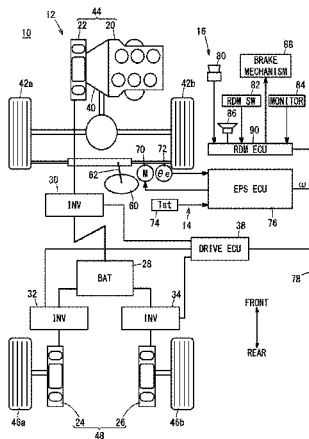 10
12
44
22
20
16
80
BRAKE
MECHANISM
88
82
84
RDM SW
MONITOR
86
90
RDM ECU
42a
42b
40
70
72
M
θe
62
60
EPS ECU
ω
76
Tst
74
14
30
INV
38
DRIVE ECU
78
28
BAT
32
34
INV
INV
FRONT
REAR
46a
24
26
46b
48